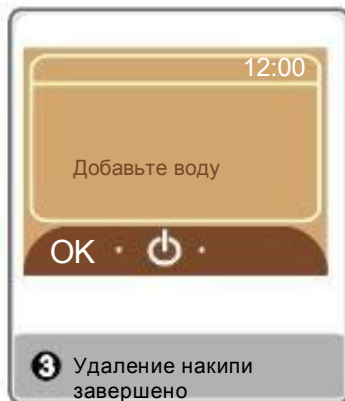 12:00
Добавьте воду
OK
3 Удаление накипи
завершено